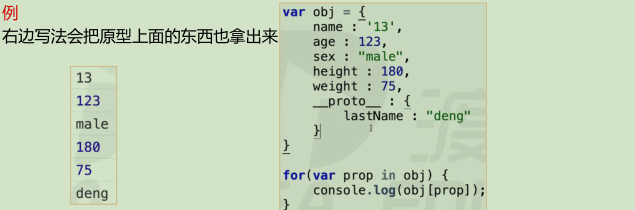 例
右边写法会把原型上面的东西也拿出来
13
123
male
180
75
deng
var obj = {
name : '13',
age : 123,
sex : "male",
height : 180,
weight : 75,
__proto__ : {
lastName : "deng"
}
}
for(var prop in obj) {
console.log(obj[prop]);
}